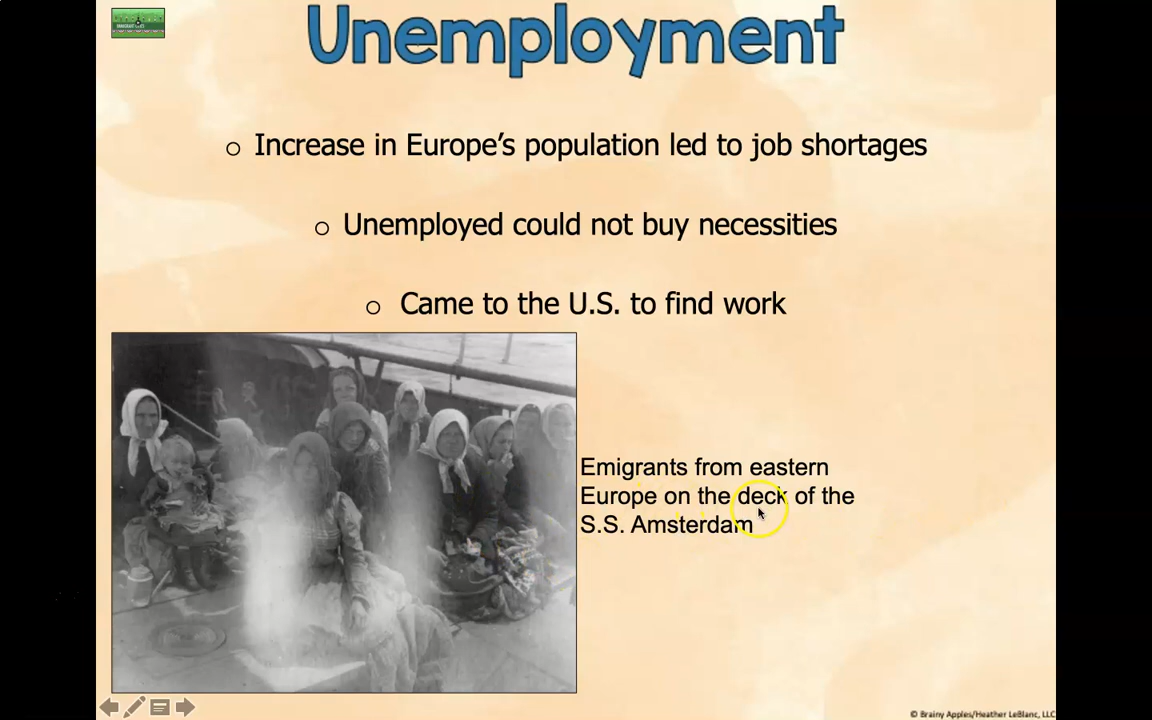 Unemployment
o Increase in Europe's population led to job shortages
o Unemployed could not buy necessities
o Came to the U.S. to find work
Emigrants from eastern
Europe on the deck of the
S.S. Amsterdam
© Brainy Apples/Heather LeBlanc, LLC